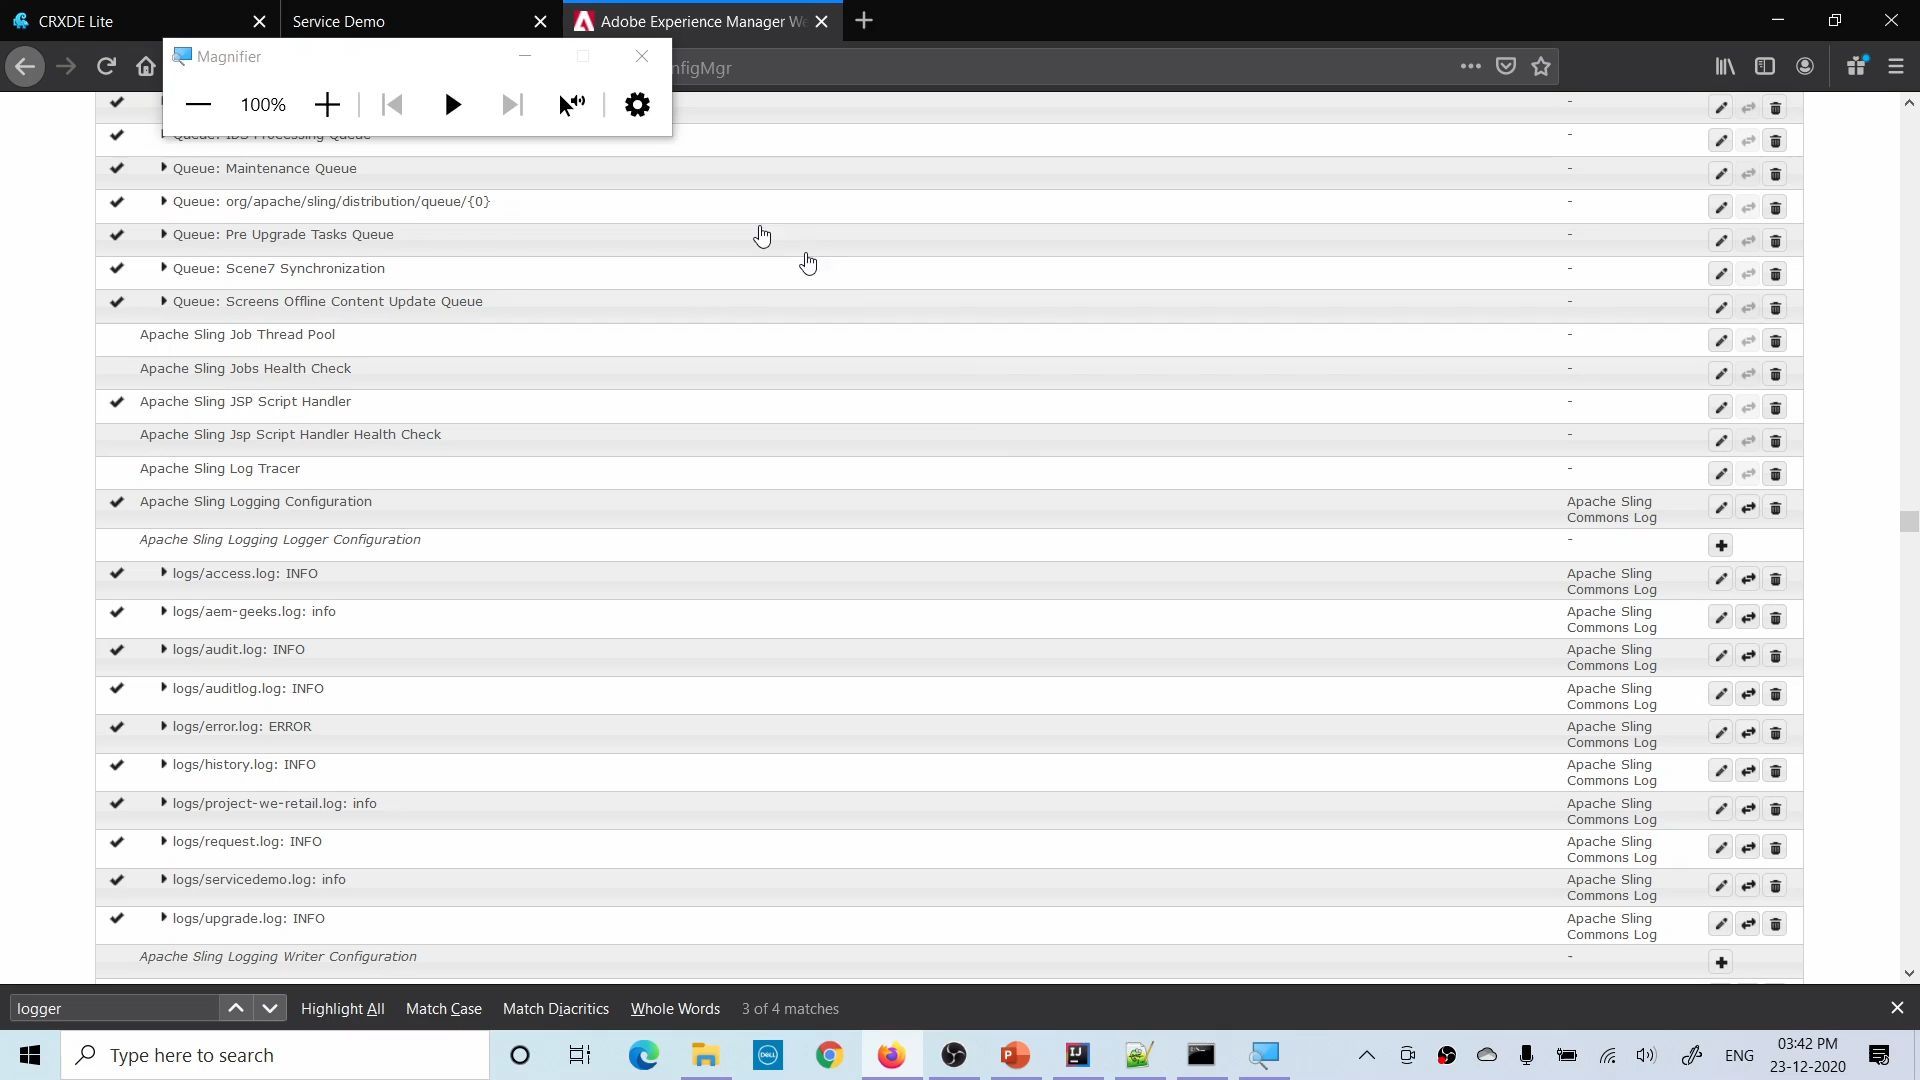 CRXDE Lite
Service Demo
Adobe Experience Manager We
Magnifier
nfigMgr
100%
Queue: IDS Processing Queue -
Queue: Maintenance Queue -
Queue: org/apache/sling/distribution/queue/{0} -
Queue: Pre Upgrade Tasks Queue -
Queue: Scene7 Synchronization -
Queue: Screens Offline Content Update Queue -
Apache Sling Job Thread Pool -
Apache Sling Jobs Health Check -
Apache Sling JSP Script Handler -
Apache Sling Jsp Script Handler Health Check -
Apache Sling Log Tracer -
Apache Sling Logging Configuration Apache Sling
Commons Log
Apache Sling Logging Logger Configuration -
logs/access.log: INFO Apache Sling
Commons Log
logs/aem-geeks.log: info Apache Sling
Commons Log
logs/audit.log: INFO Apache Sling
Commons Log
logs/auditlog.log: INFO Apache Sling
Commons Log
logs/error.log: ERROR Apache Sling
Commons Log
logs/history.log: INFO Apache Sling
Commons Log
logs/project-we-retail.log: info Apache Sling
Commons Log
logs/request.log: INFO Apache Sling
Commons Log
logs/servicedemo.log: info Apache Sling
Commons Log
logs/upgrade.log: INFO Apache Sling
Commons Log
Apache Sling Logging Writer Configuration -
logger Highlight All Match Case Match Diacritics Whole Words 3 of 4 matches
Type here to search
DELL
ENG
03:42 PM
23-12-2020